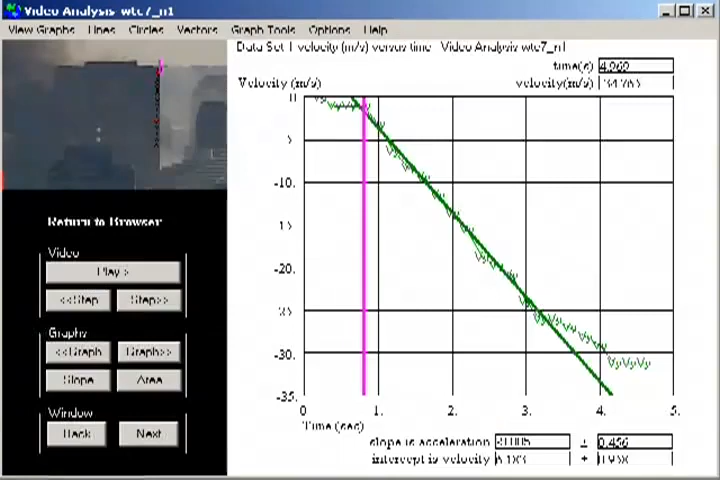 Video Analysis wtc7_n1
View Graphs Lines Circles Vectors Graph Tools Options Help
Data Set 1 velocity (m/s) versus time - Video Analysis wtc7_n1
time(s)
velocity(m/s)
Velocity (m/s)
-10.
-20.
-30.
-35.
0. 1. 2. 3. 4. 5.
Time (sec)
Return to Browser
Video
Play>
<<Step Step>>
Graphs
<<Graph Graph>>
Slope Area
Window
Back Next
slope is acceleration
intercept is velocity